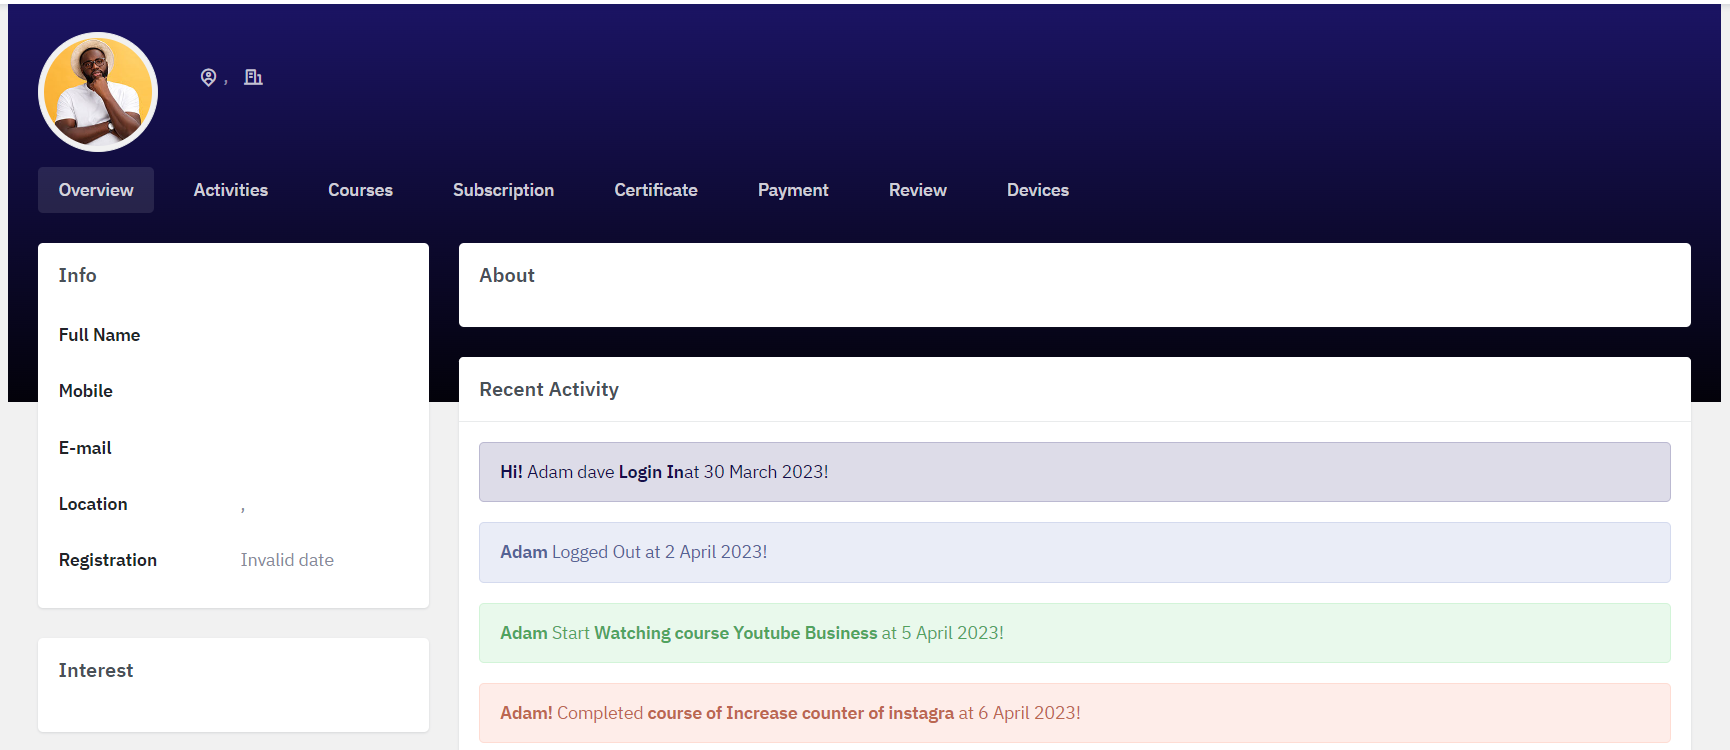 ,
Overview Activities Courses Subscription Certificate Payment Review Devices
Info
Full Name
Mobile
E-mail
Location ,
Registration Invalid date
Interest
About
Recent Activity
Hi! Adam dave Login Inat 30 March 2023!
Adam Logged Out at 2 April 2023!
Adam Start Watching course Youtube Business at 5 April 2023!
Adam! Completed course of Increase counter of instagra at 6 April 2023!